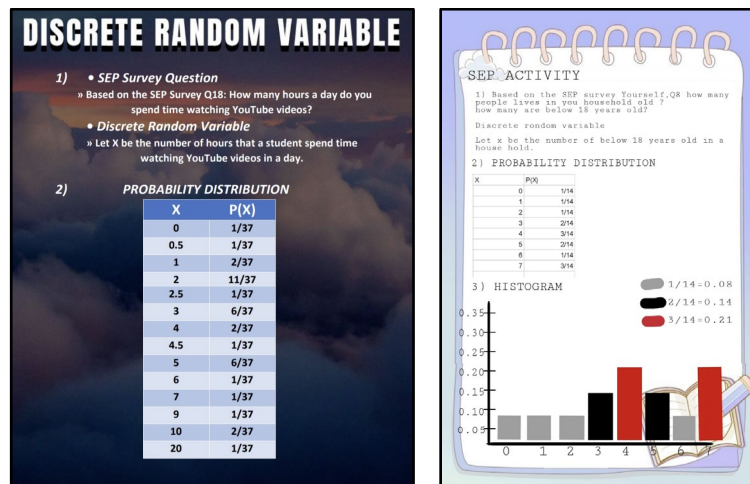 DISCRETE RANDOM VARIABLE
1) • SEP Survey Question
» Based on the SEP Survey Q18: How many hours a day do you
spend time watching YouTube videos?
• Discrete Random Variable
» Let X be the number of hours that a student spend time
watching YouTube videos in a day.
2) PROBABILITY DISTRIBUTION
X P(X)
0 1/37
0.5 1/37
1 2/37
2 11/37
2.5 1/37
3 6/37
4 2/37
4.5 1/37
5 6/37
6 1/37
7 1/37
9 1/37
10 2/37
20 1/37
SEP ACTIVITY
1) Based on the SEP survey Yourself,Q8 how many
people lives in you household old ?
how many are below 18 years old?
Discrete rondom variable
Let x be the number of below 18 years old in a
house hold.
2) PROBABILITY DISTRIBUTION
X P(X)
0 1/14
1 1/14
2 1/14
3 2/14
4 3/14
5 2/14
6 1/14
7 3/14
3) HISTOGRAM
1/14=0.08
2/14=0.14
3/14=0.21
0.35
0.30
0.25
0.20
0.15
0.10
0.05
0 1 2 3 4 5 6 7